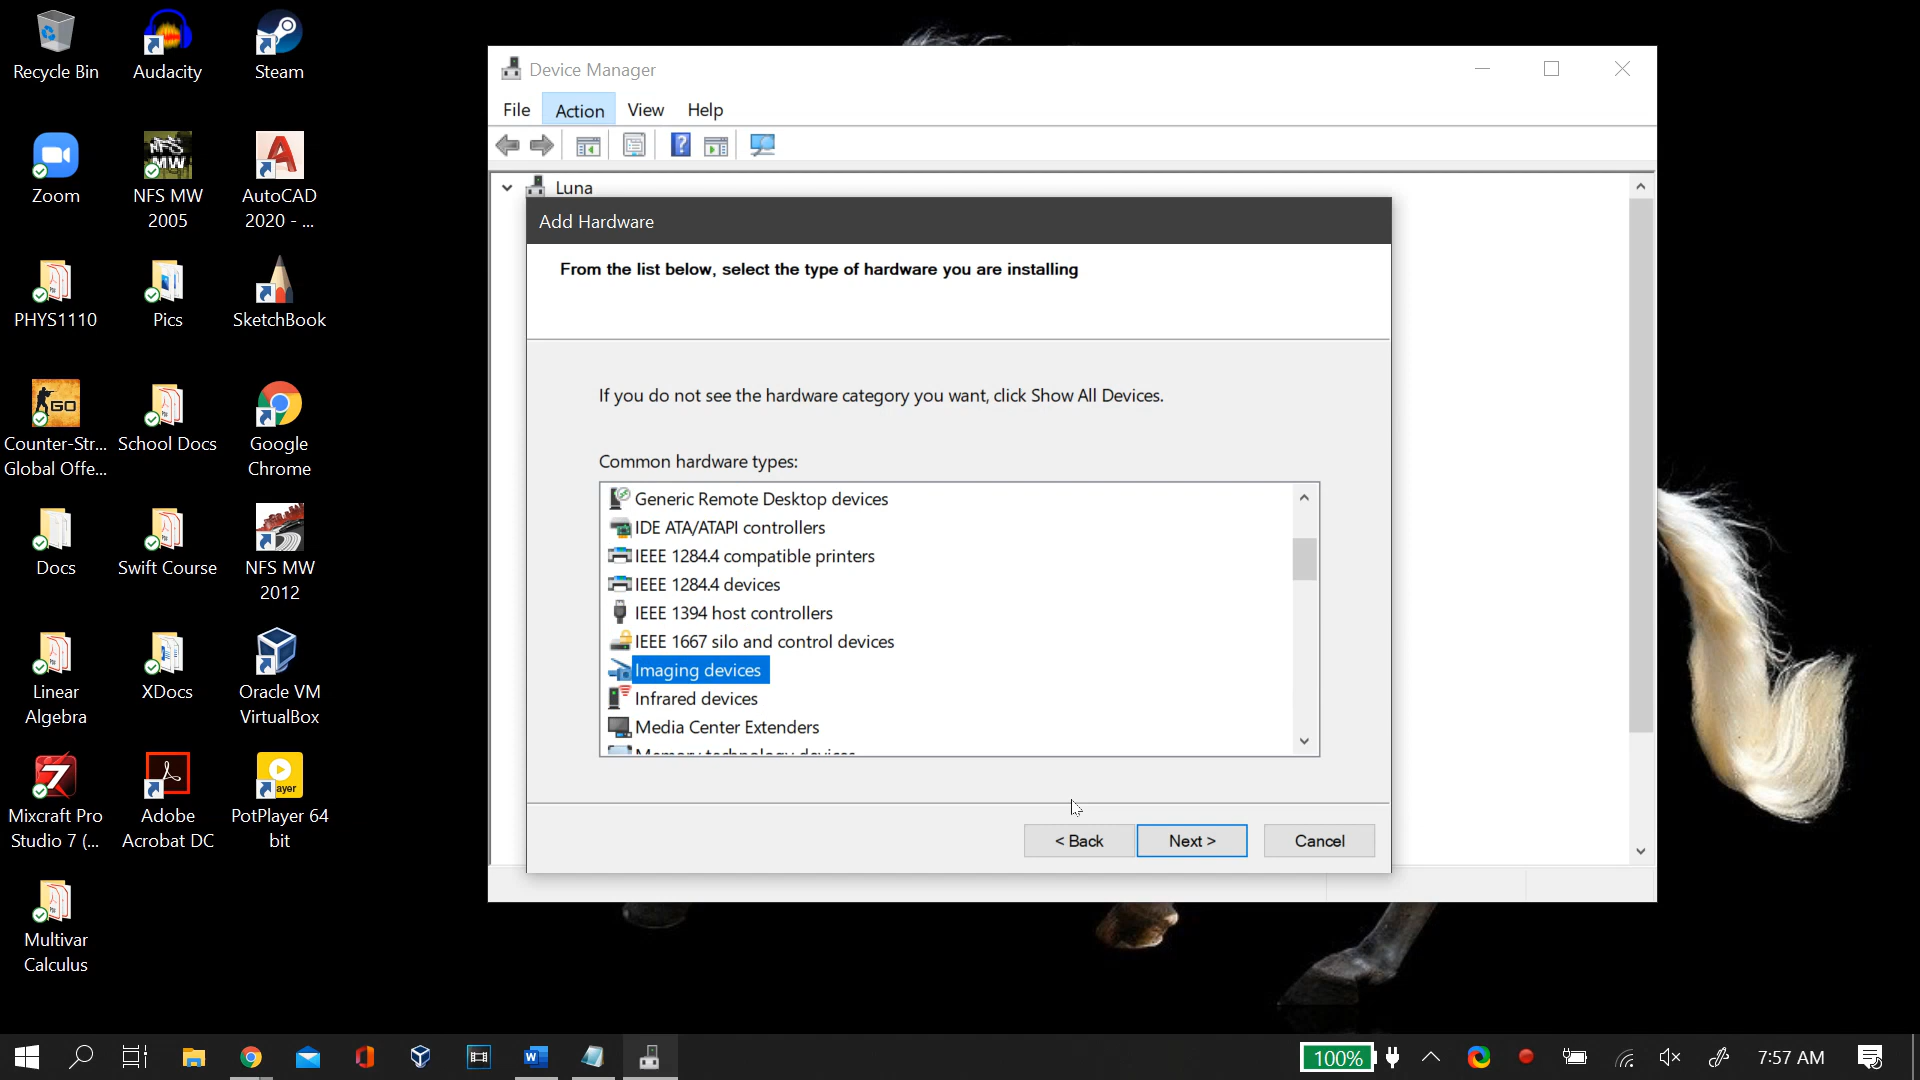 Recycle Bin
Audacity
Steam
Zoom
NFS MW
2005
AutoCAD
2020 - ...
PHYS1110
Pics
SketchBook
Counter-Str...
Global Offe...
School Docs
Google
Chrome
Docs
Swift Course
NFS MW
2012
Linear
Algebra
XDocs
Oracle VM
VirtualBox
Mixcraft Pro
Studio 7 (...
Adobe
Acrobat DC
PotPlayer 64
bit
Multivar
Calculus
Device Manager
File Action View Help
Luna
Add Hardware
From the list below, select the type of hardware you are installing
If you do not see the hardware category you want, click Show All Devices.
Common hardware types:
Generic Remote Desktop devices
IDE ATA/ATAPI controllers
IEEE 1284.4 compatible printers
IEEE 1284.4 devices
IEEE 1394 host controllers
IEEE 1667 silo and control devices
Imaging devices
Infrared devices
Media Center Extenders
Memory technology devices
< Back
Next >
Cancel
100%
7:57 AM